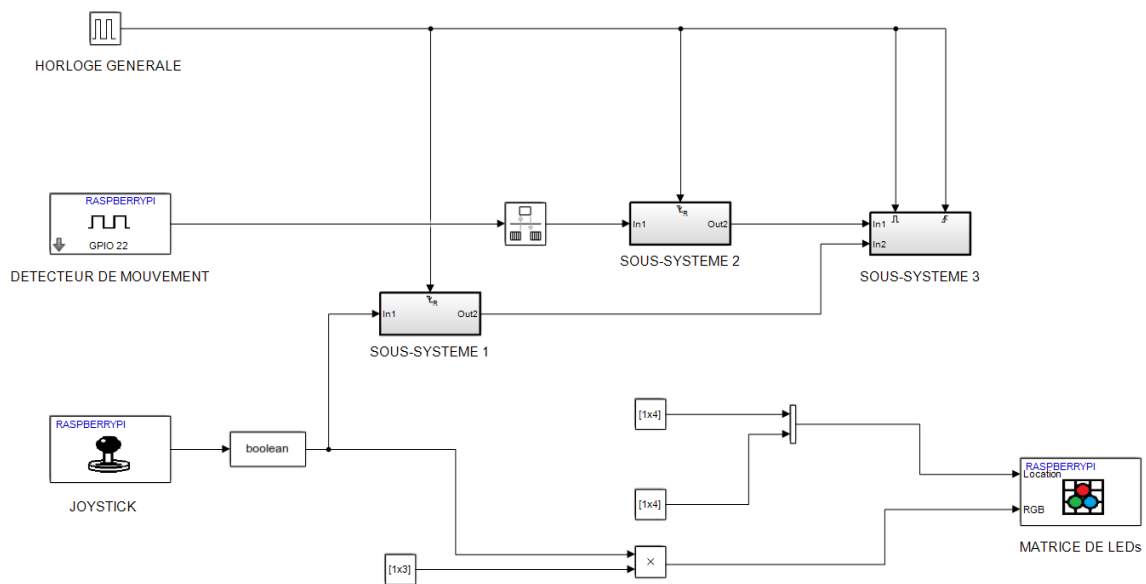 HORLOGE GENERALE
RASPBERRYPI
GPIO 22
DETECTEUR DE MOUVEMENT
R
In1
Out2
SOUS-SYSTEME 2
In1
In2
SOUS-SYSTEME 3
R
In1
Out2
SOUS-SYSTEME 1
RASPBERRYPI
JOYSTICK
boolean
[1x4]
[1x4]
[1x3]
×
RASPBERRYPI
Location
RGB
MATRICE DE LEDs